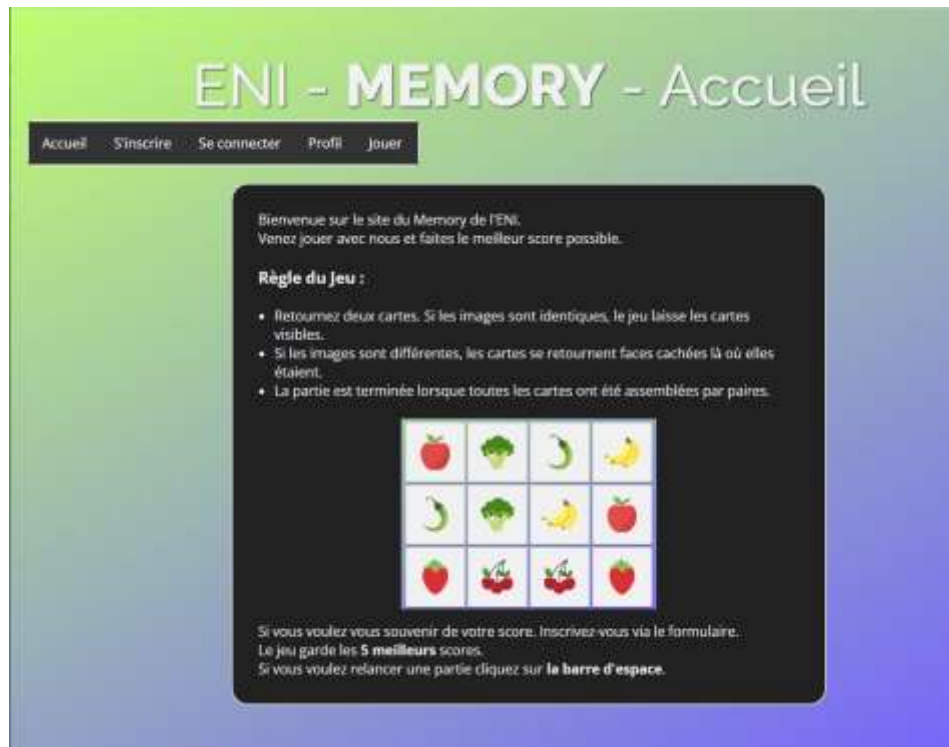 ENI - MEMORY - Accueil
Accueil S'inscrire Se connecter Profil Jouer
Bienvenue sur le site du Memory de l'ENI.
Venez jouer avec nous et faites le meilleur score possible.
Règle du Jeu :
• Retournez deux cartes. Si les images sont identiques, le jeu laisse les cartes
visibles.
• Si les images sont différentes, les cartes se retournent faces cachées là où elles
étaient.
• La partie est terminée lorsque toutes les cartes ont été assemblées par paires.
Si vous voulez vous souvenir de votre score. Inscrivez-vous via le formulaire.
Le jeu garde les 5 meilleurs scores.
Si vous voulez relancer une partie cliquez sur la barre d'espace.